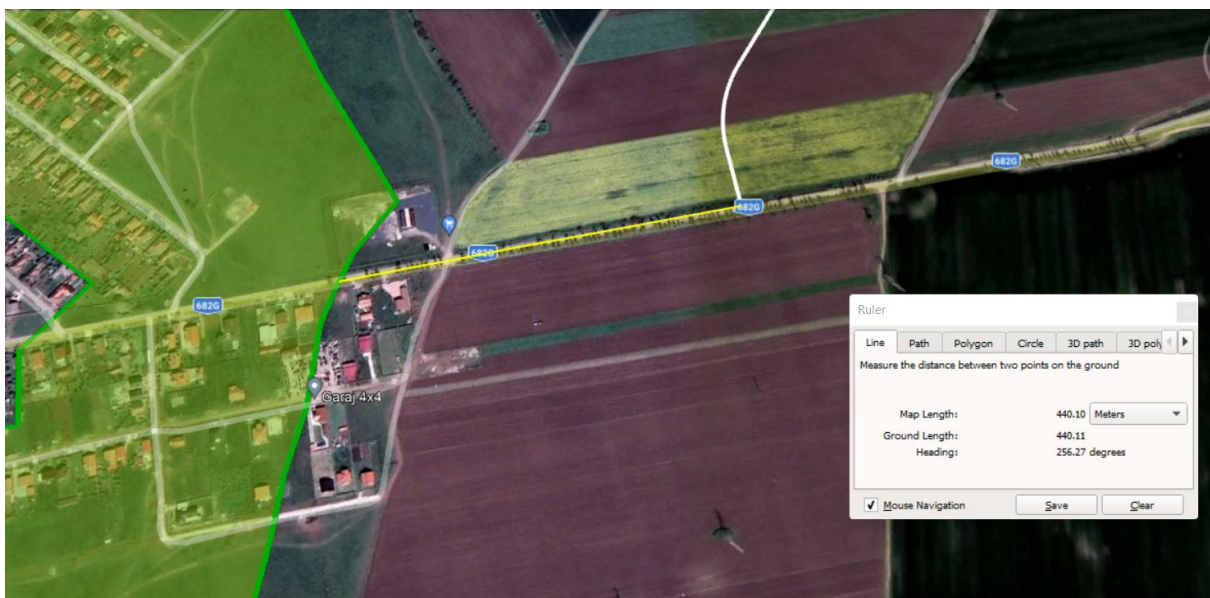 682G
682G
682G
682G
Garaj 4x4
Ruler
Line Path Polygon Circle 3D path 3D poly
Measure the distance between two points on the ground
Map Length: 440.10 Meters
Ground Length: 440.11
Heading: 256.27 degrees
Mouse Navigation Save Clear